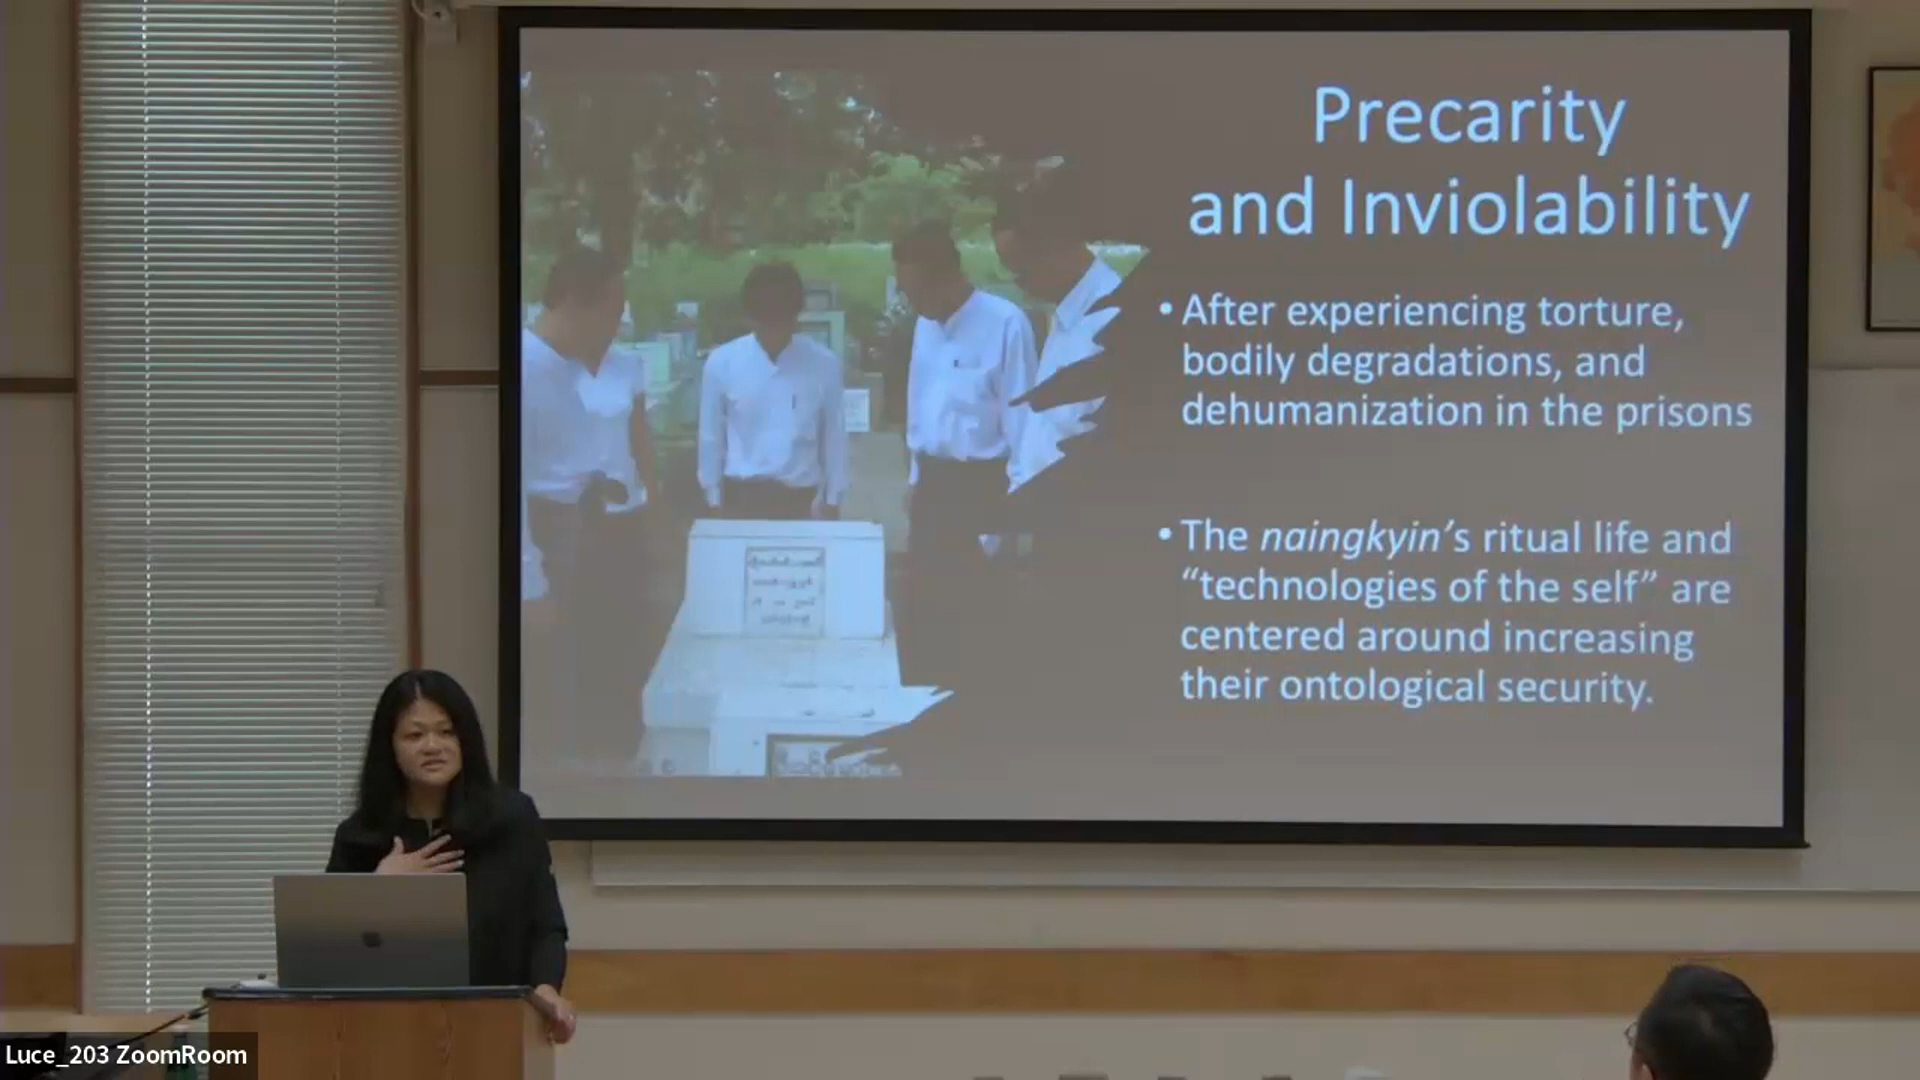 Precarity
and Inviolability
• After experiencing torture,
bodily degradations, and
dehumanization in the prisons
• The naingkyin’s ritual life and
“technologies of the self” are
centered around increasing
their ontological security.
Luce_203 ZoomRoom